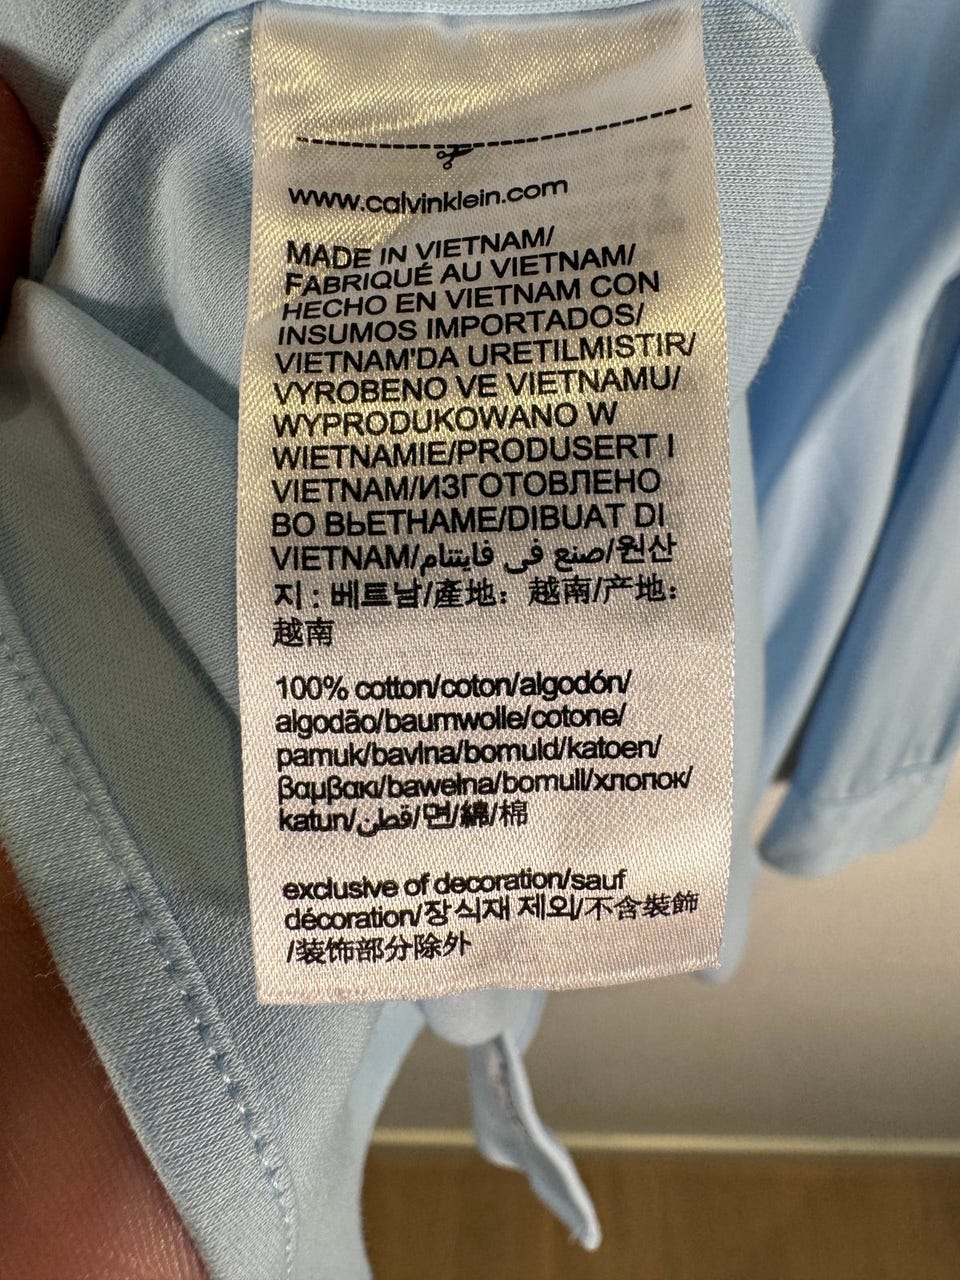 www.calvinklein.com
MADE IN VIETNAM/
FABRIQUÉ AU VIETNAM/
HECHO EN VIETNAM CON
INSUMOS IMPORTADOS/
VIETNAM'DA URETILMISTIR/
VYROBENO VE VIETNAMU/
WYPRODUKOWANO W
WIETNAMIE/PRODUSERT I
VIETNAM/ИЗГОТОВЛЕНО
ВО ВЬЕТНАМЕ/DIBUAT DI
VIETNAM/صنع في فايتنام/원산
지 : 베트남/產地：越南/产地：
越南
100% cotton/coton/algodón/
algodão/baumwolle/cotone/
pamuk/bavlna/bomuld/katoen/
βαμβακι/bawełna/bomull/хлопок/
katun/قطن/면/綿/棉
exclusive of decoration/sauf
décoration/장식재 제외/不含裝飾
/装饰部分除外